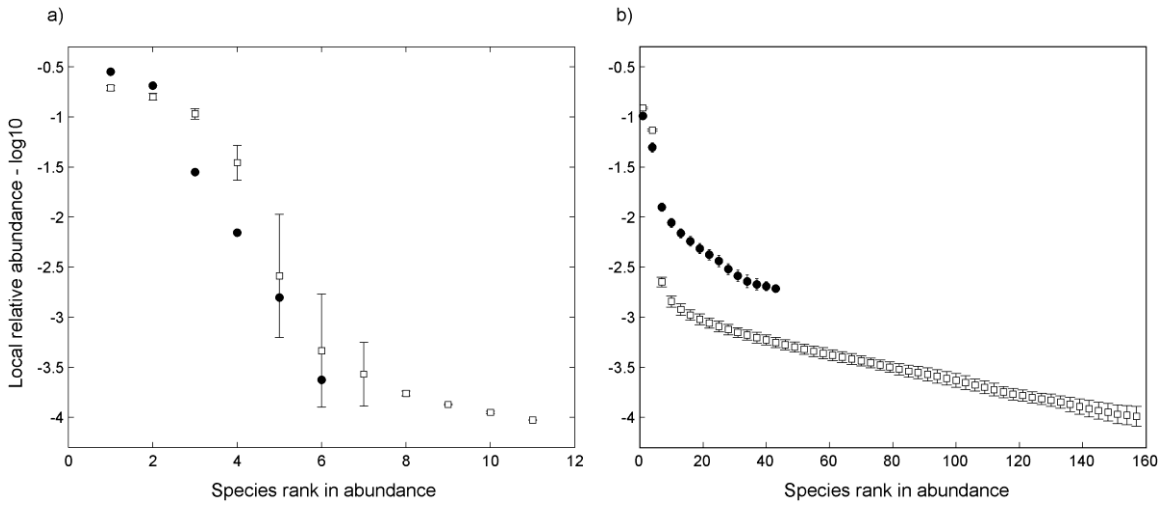 a)
-0.5
-1
-1.5
-2
-2.5
-3
-3.5
-4
0 2 4 6 8 10 12
Species rank in abundance
Local relative abundance - log10
b)
-0.5
-1
-1.5
-2
-2.5
-3
-3.5
-4
0 20 40 60 80 100 120 140 160
Species rank in abundance